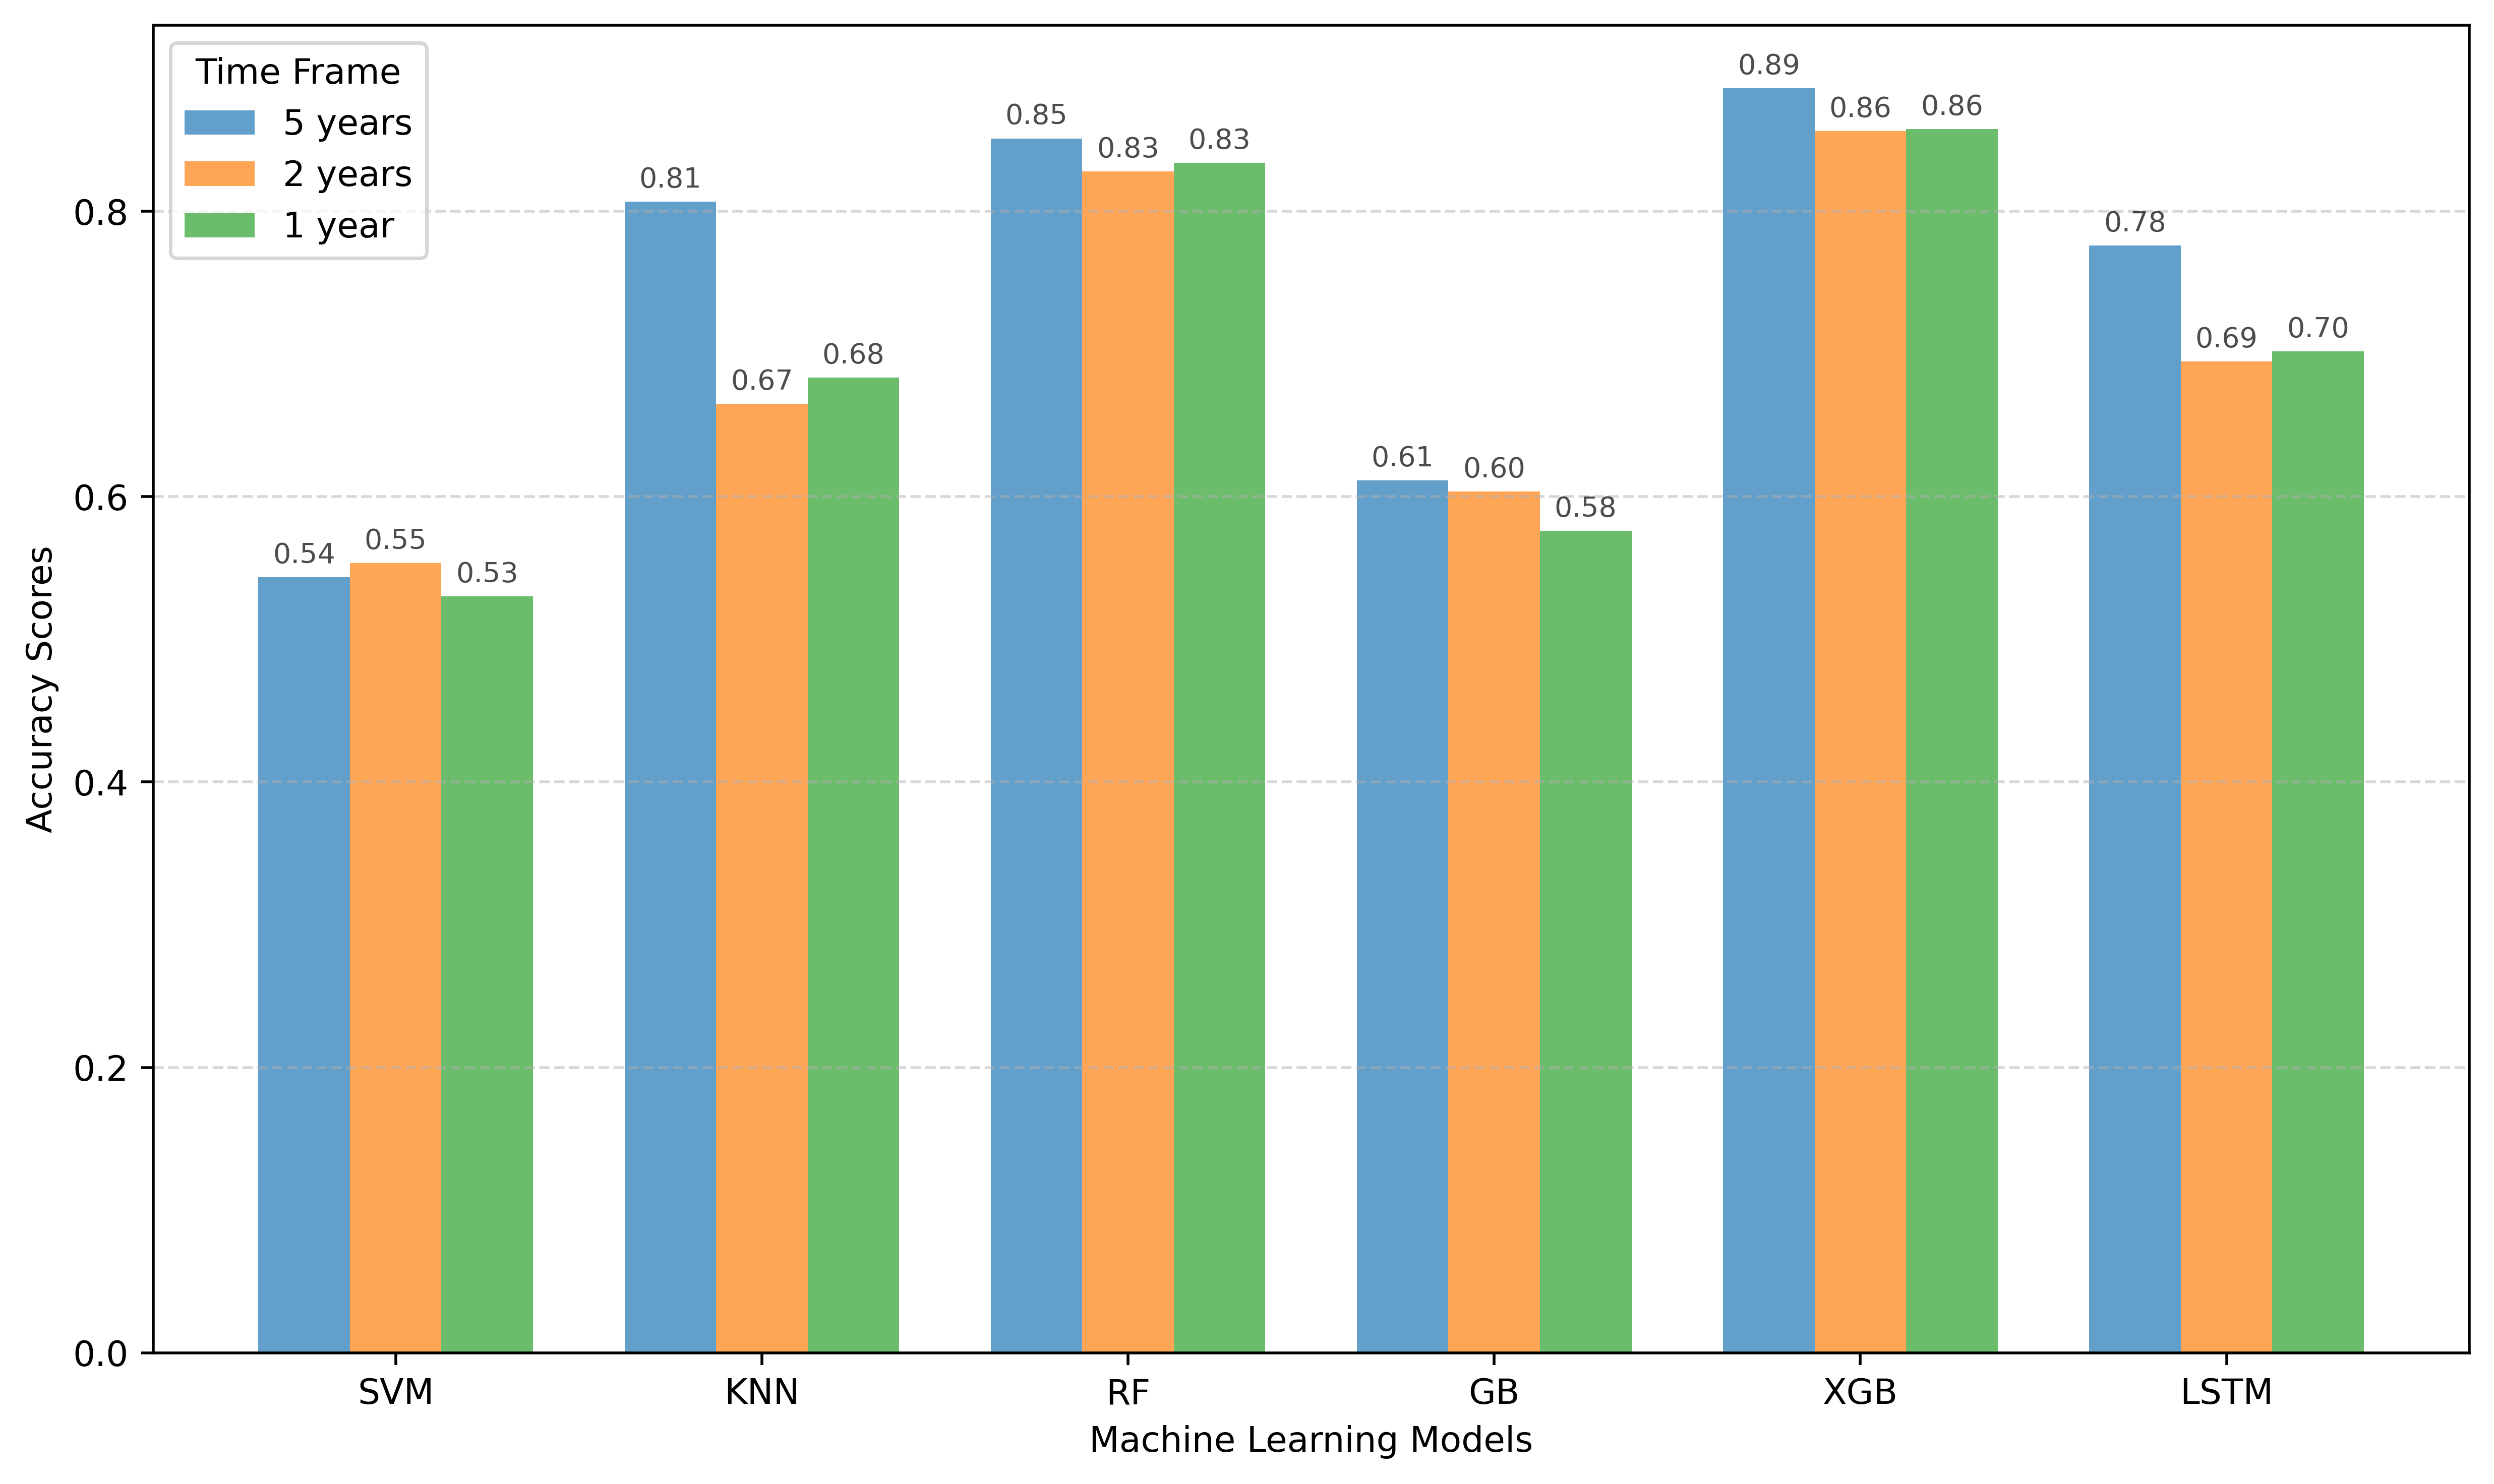 Time Frame
5 years
2 years
1 year
Accuracy Scores
0.8
0.6
0.4
0.2
0.0
0.54
0.55
0.53
0.81
0.67
0.68
0.85
0.83
0.83
0.61
0.60
0.58
0.89
0.86
0.86
0.78
0.69
0.70
SVM
KNN
RF
GB
XGB
LSTM
Machine Learning Models